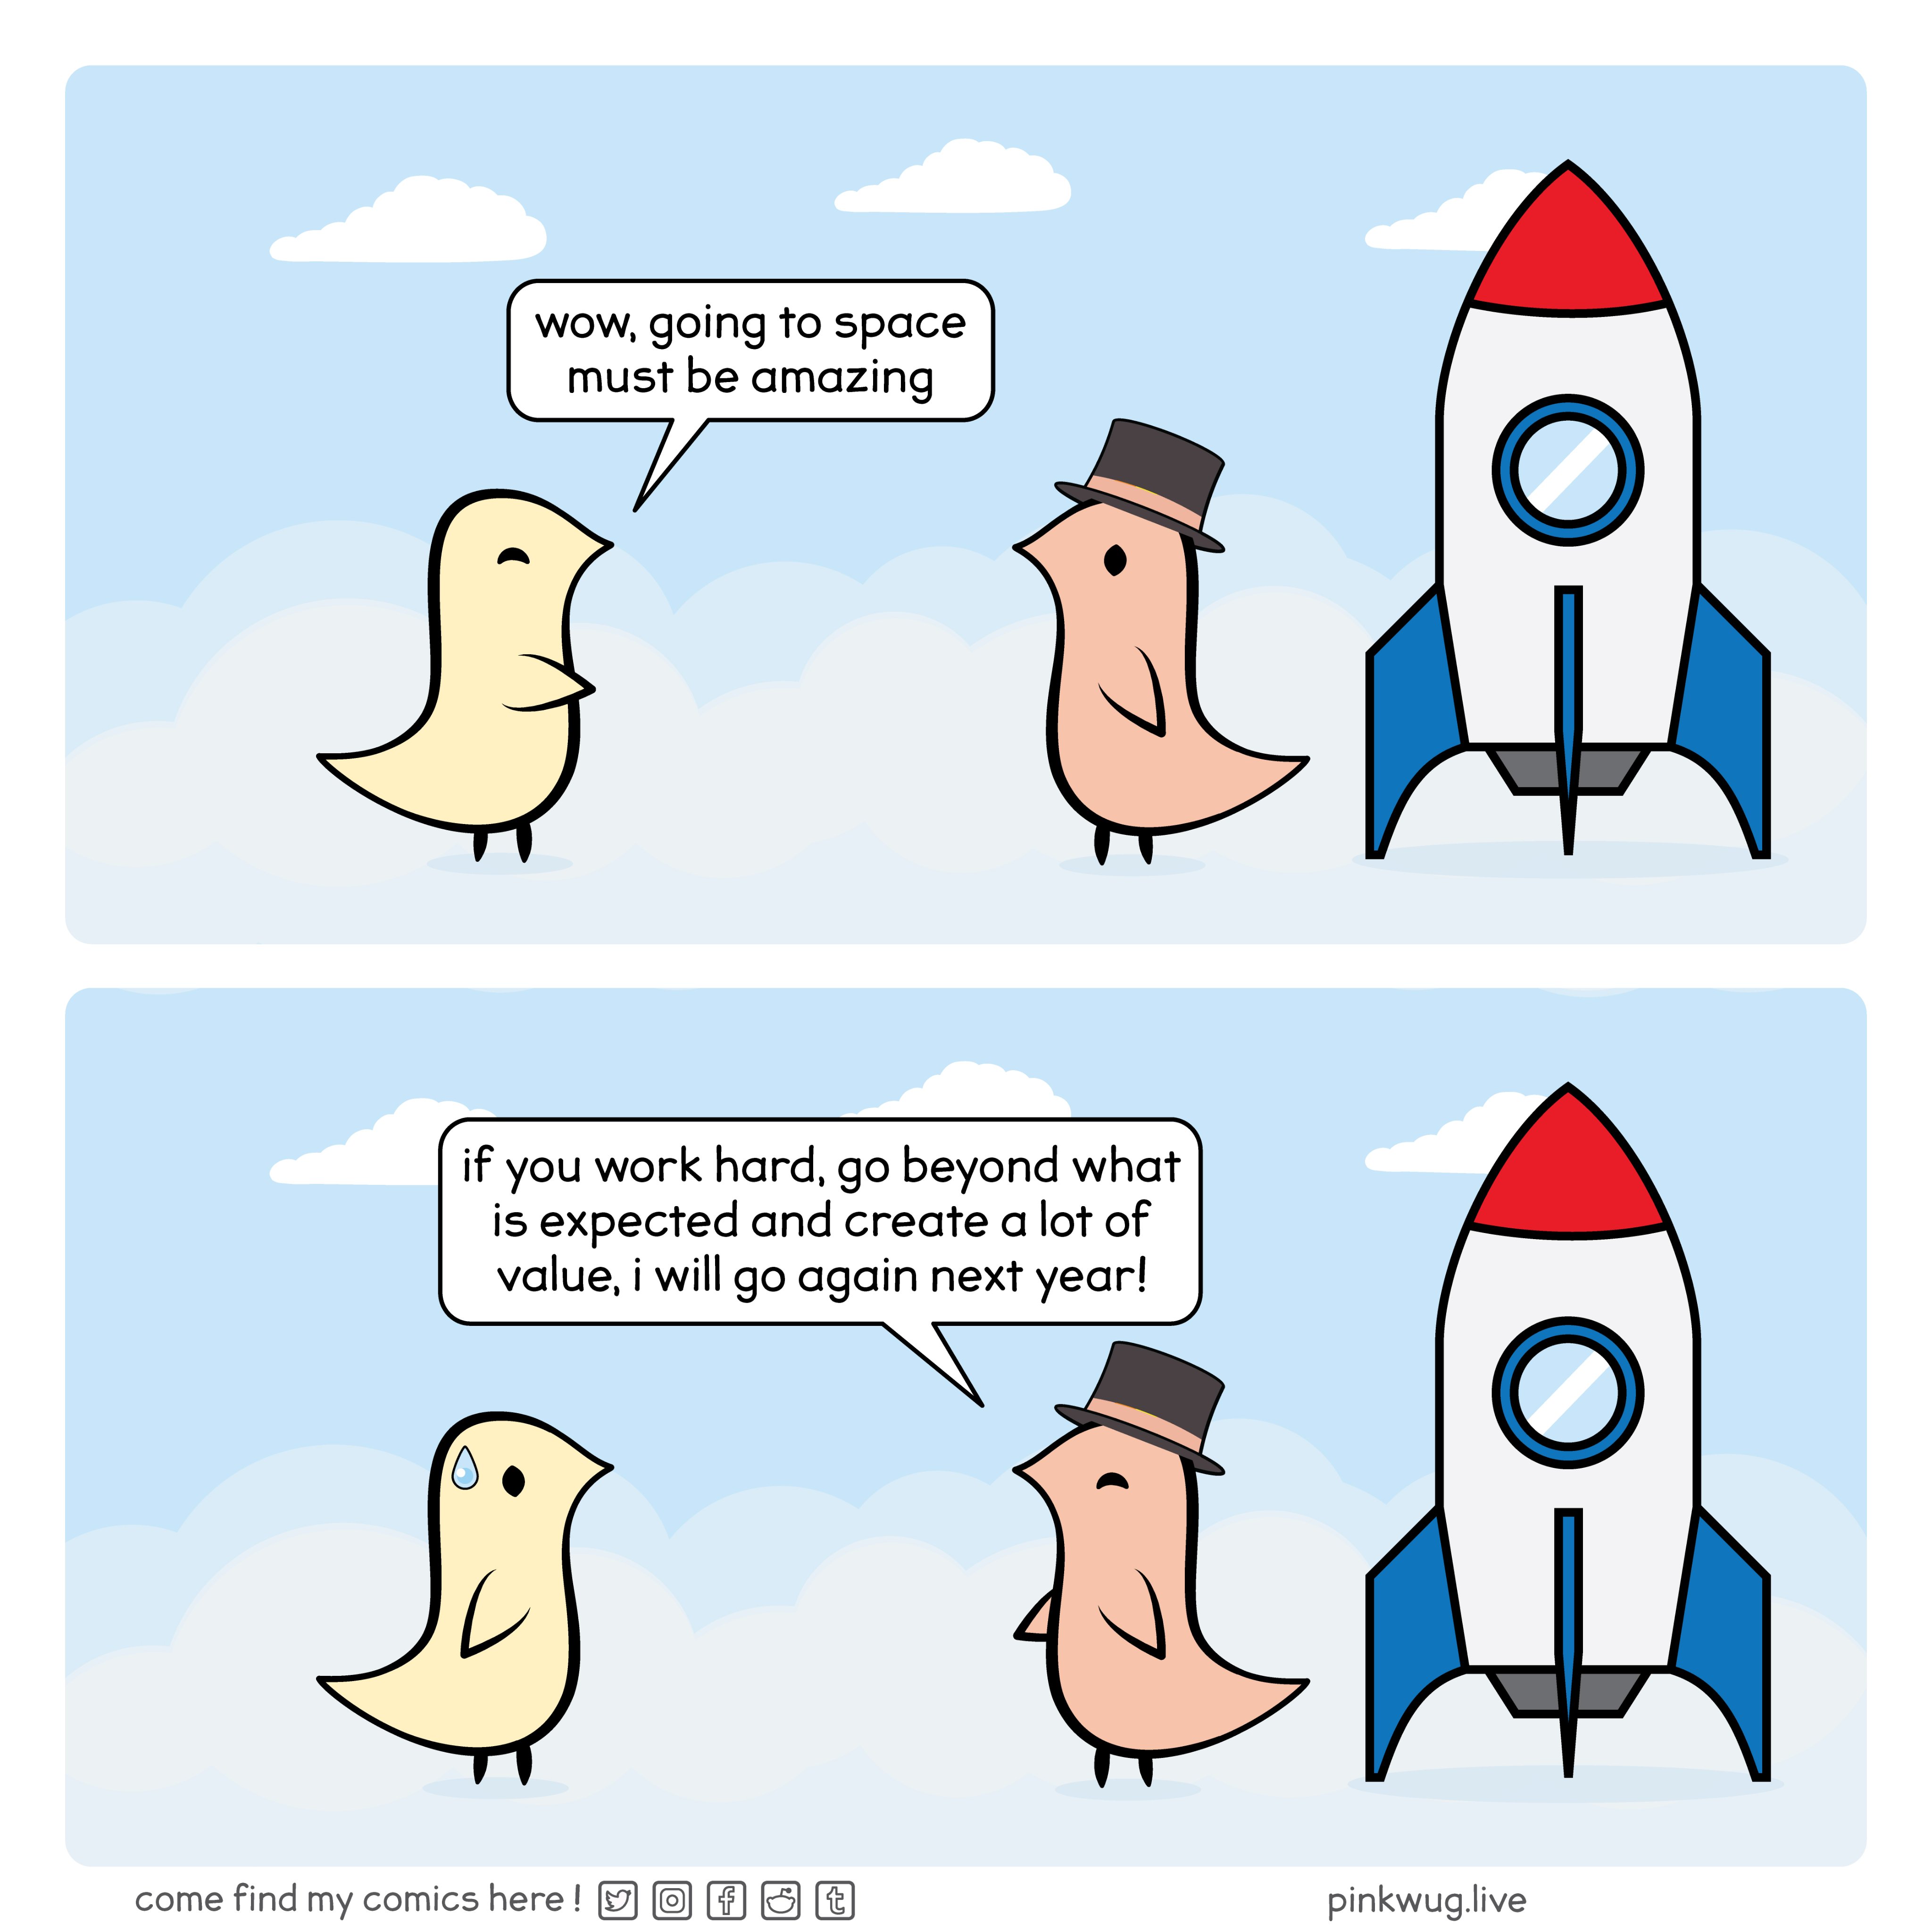 wow, going to space
must be amazing
if you work hard, go beyond what
is expected and create a lot of
value, i will go again next year!
come find my comics here !
pinkwug.live